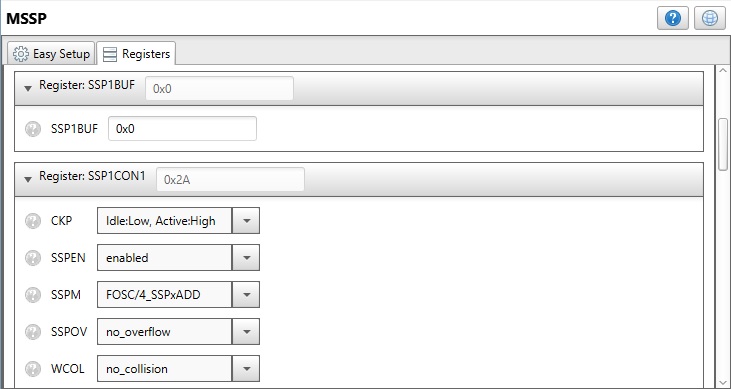 MSSP
Easy Setup Registers
Register: SSP1BUF 0x0
SSP1BUF 0x0
Register: SSP1CON1 0x2A
CKP Idle:Low, Active:High
SSPEN enabled
SSPM FOSC/4_SSPxADD
SSPOV no_overflow
WCOL no_collision